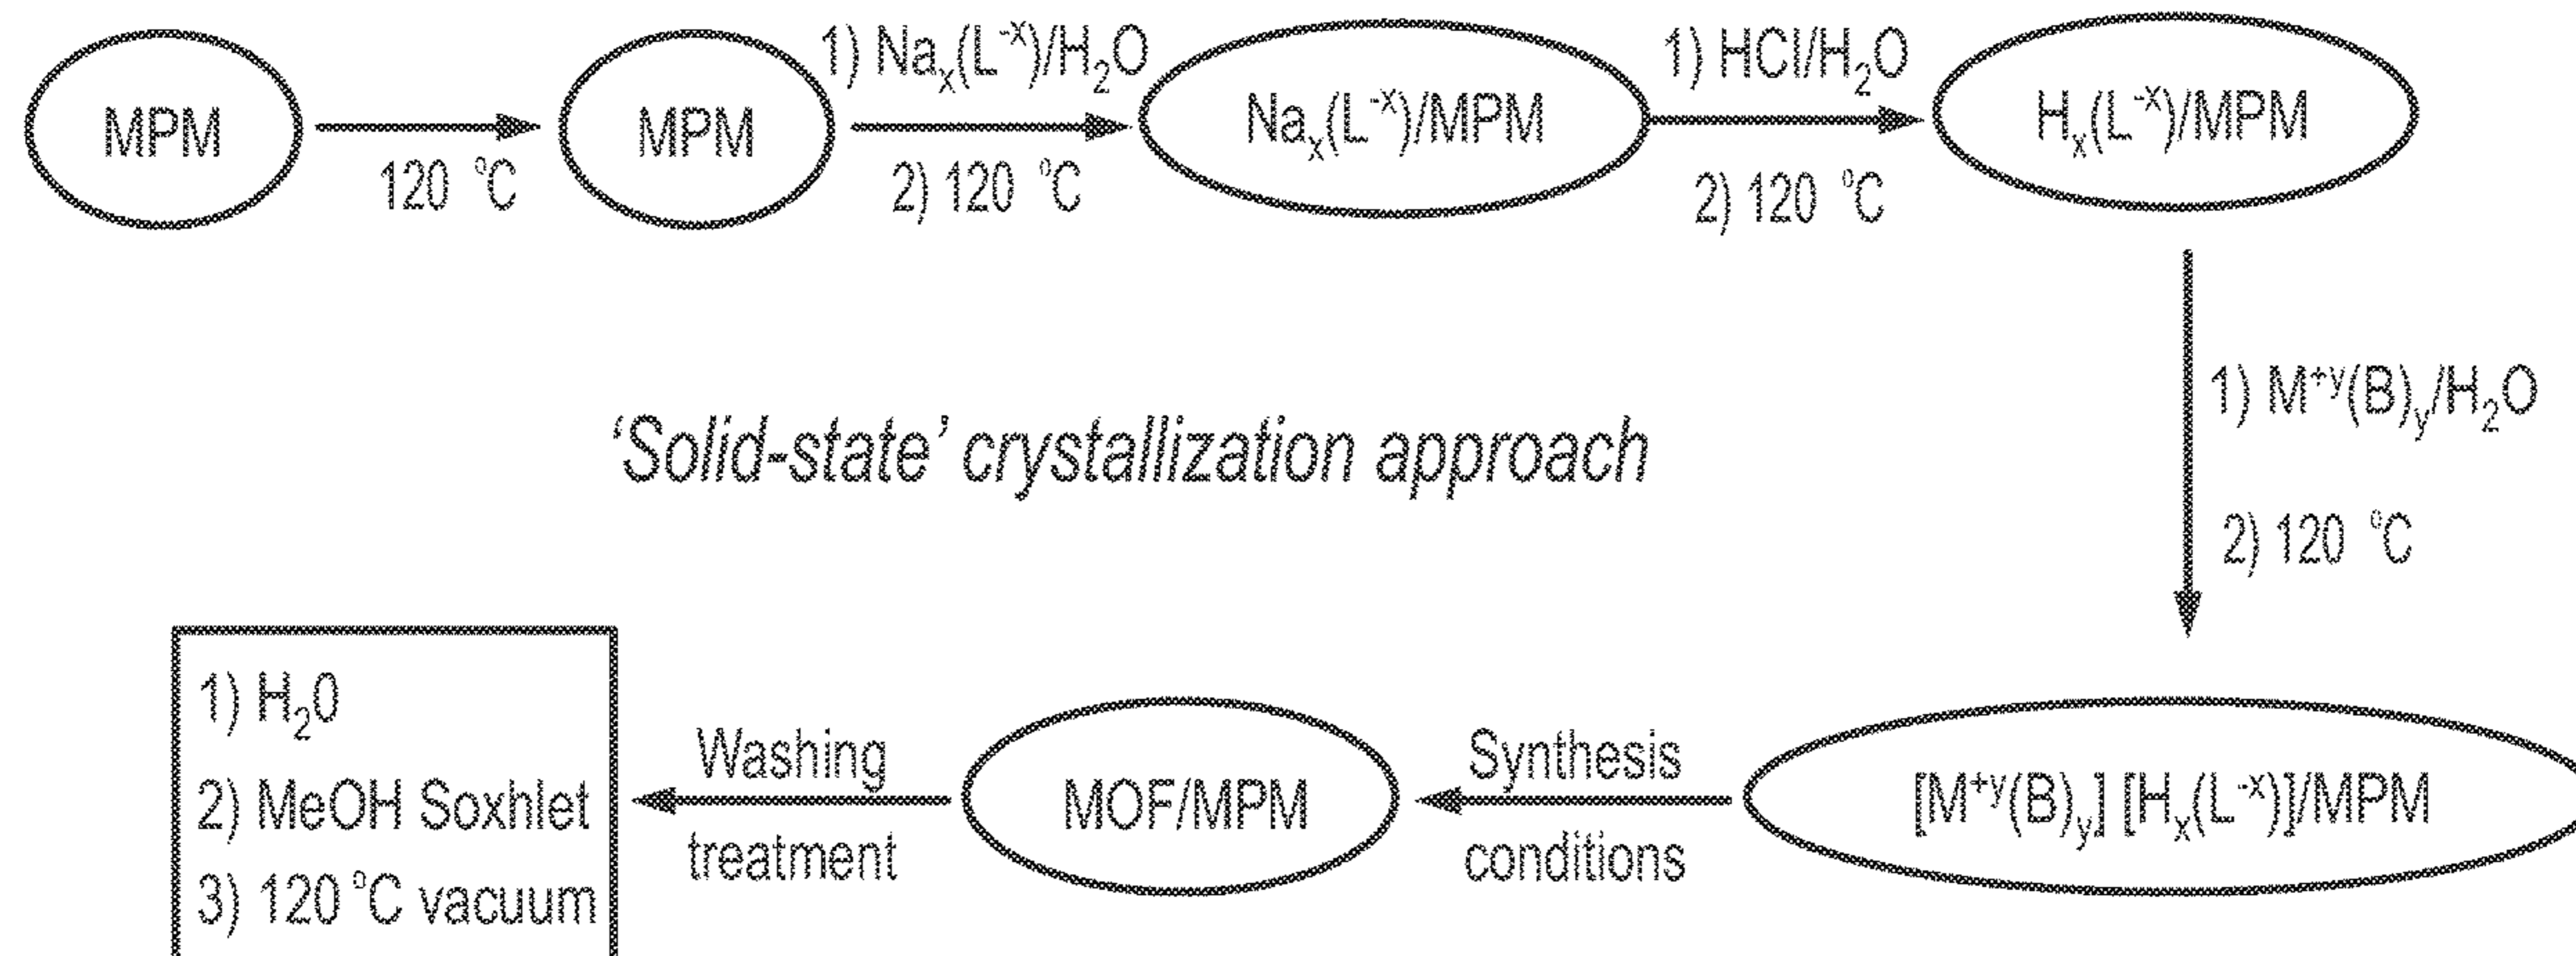 MPM
120 °C
MPM
1) Naₓ(L⁻ˣ)/H₂O
2) 120 °C
Naₓ(L⁻ˣ)/MPM
1) HCl/H₂O
2) 120 °C
Hₓ(L⁻ˣ)/MPM
1) M⁺ʸ(B)ᵧ/H₂O
2) 120 °C
‘Solid-state’ crystallization approach
[M⁺ʸ(B)ᵧ] [Hₓ(L⁻ˣ)]/MPM
Synthesis
conditions
MOF/MPM
Washing
treatment
1) H₂0
2) MeOH Soxhlet
3) 120 °C vacuum